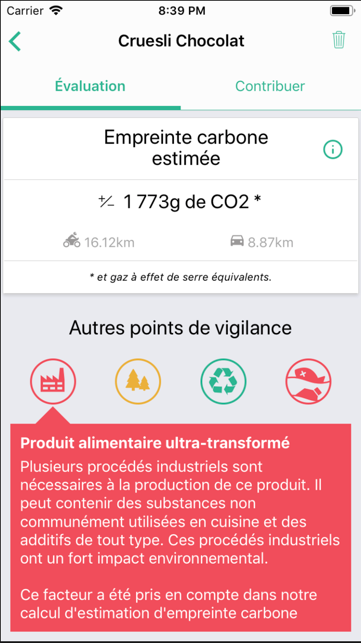 Carrier 8:39 PM
Cruesli Chocolat
Évaluation Contribuer
Empreinte carbone
estimée
+/- 1 773g de CO2 *
16.12km 8.87km
* et gaz à effet de serre équivalents.
Autres points de vigilance
Produit alimentaire ultra-transformé
Plusieurs procédés industriels sont
nécessaires à la production de ce produit. Il
peut contenir des substances non
communément utilisées en cuisine et des
additifs de tout type. Ces procédés industriels
ont un fort impact environnemental.
Ce facteur a été pris en compte dans notre
calcul d'estimation d'empreinte carbone